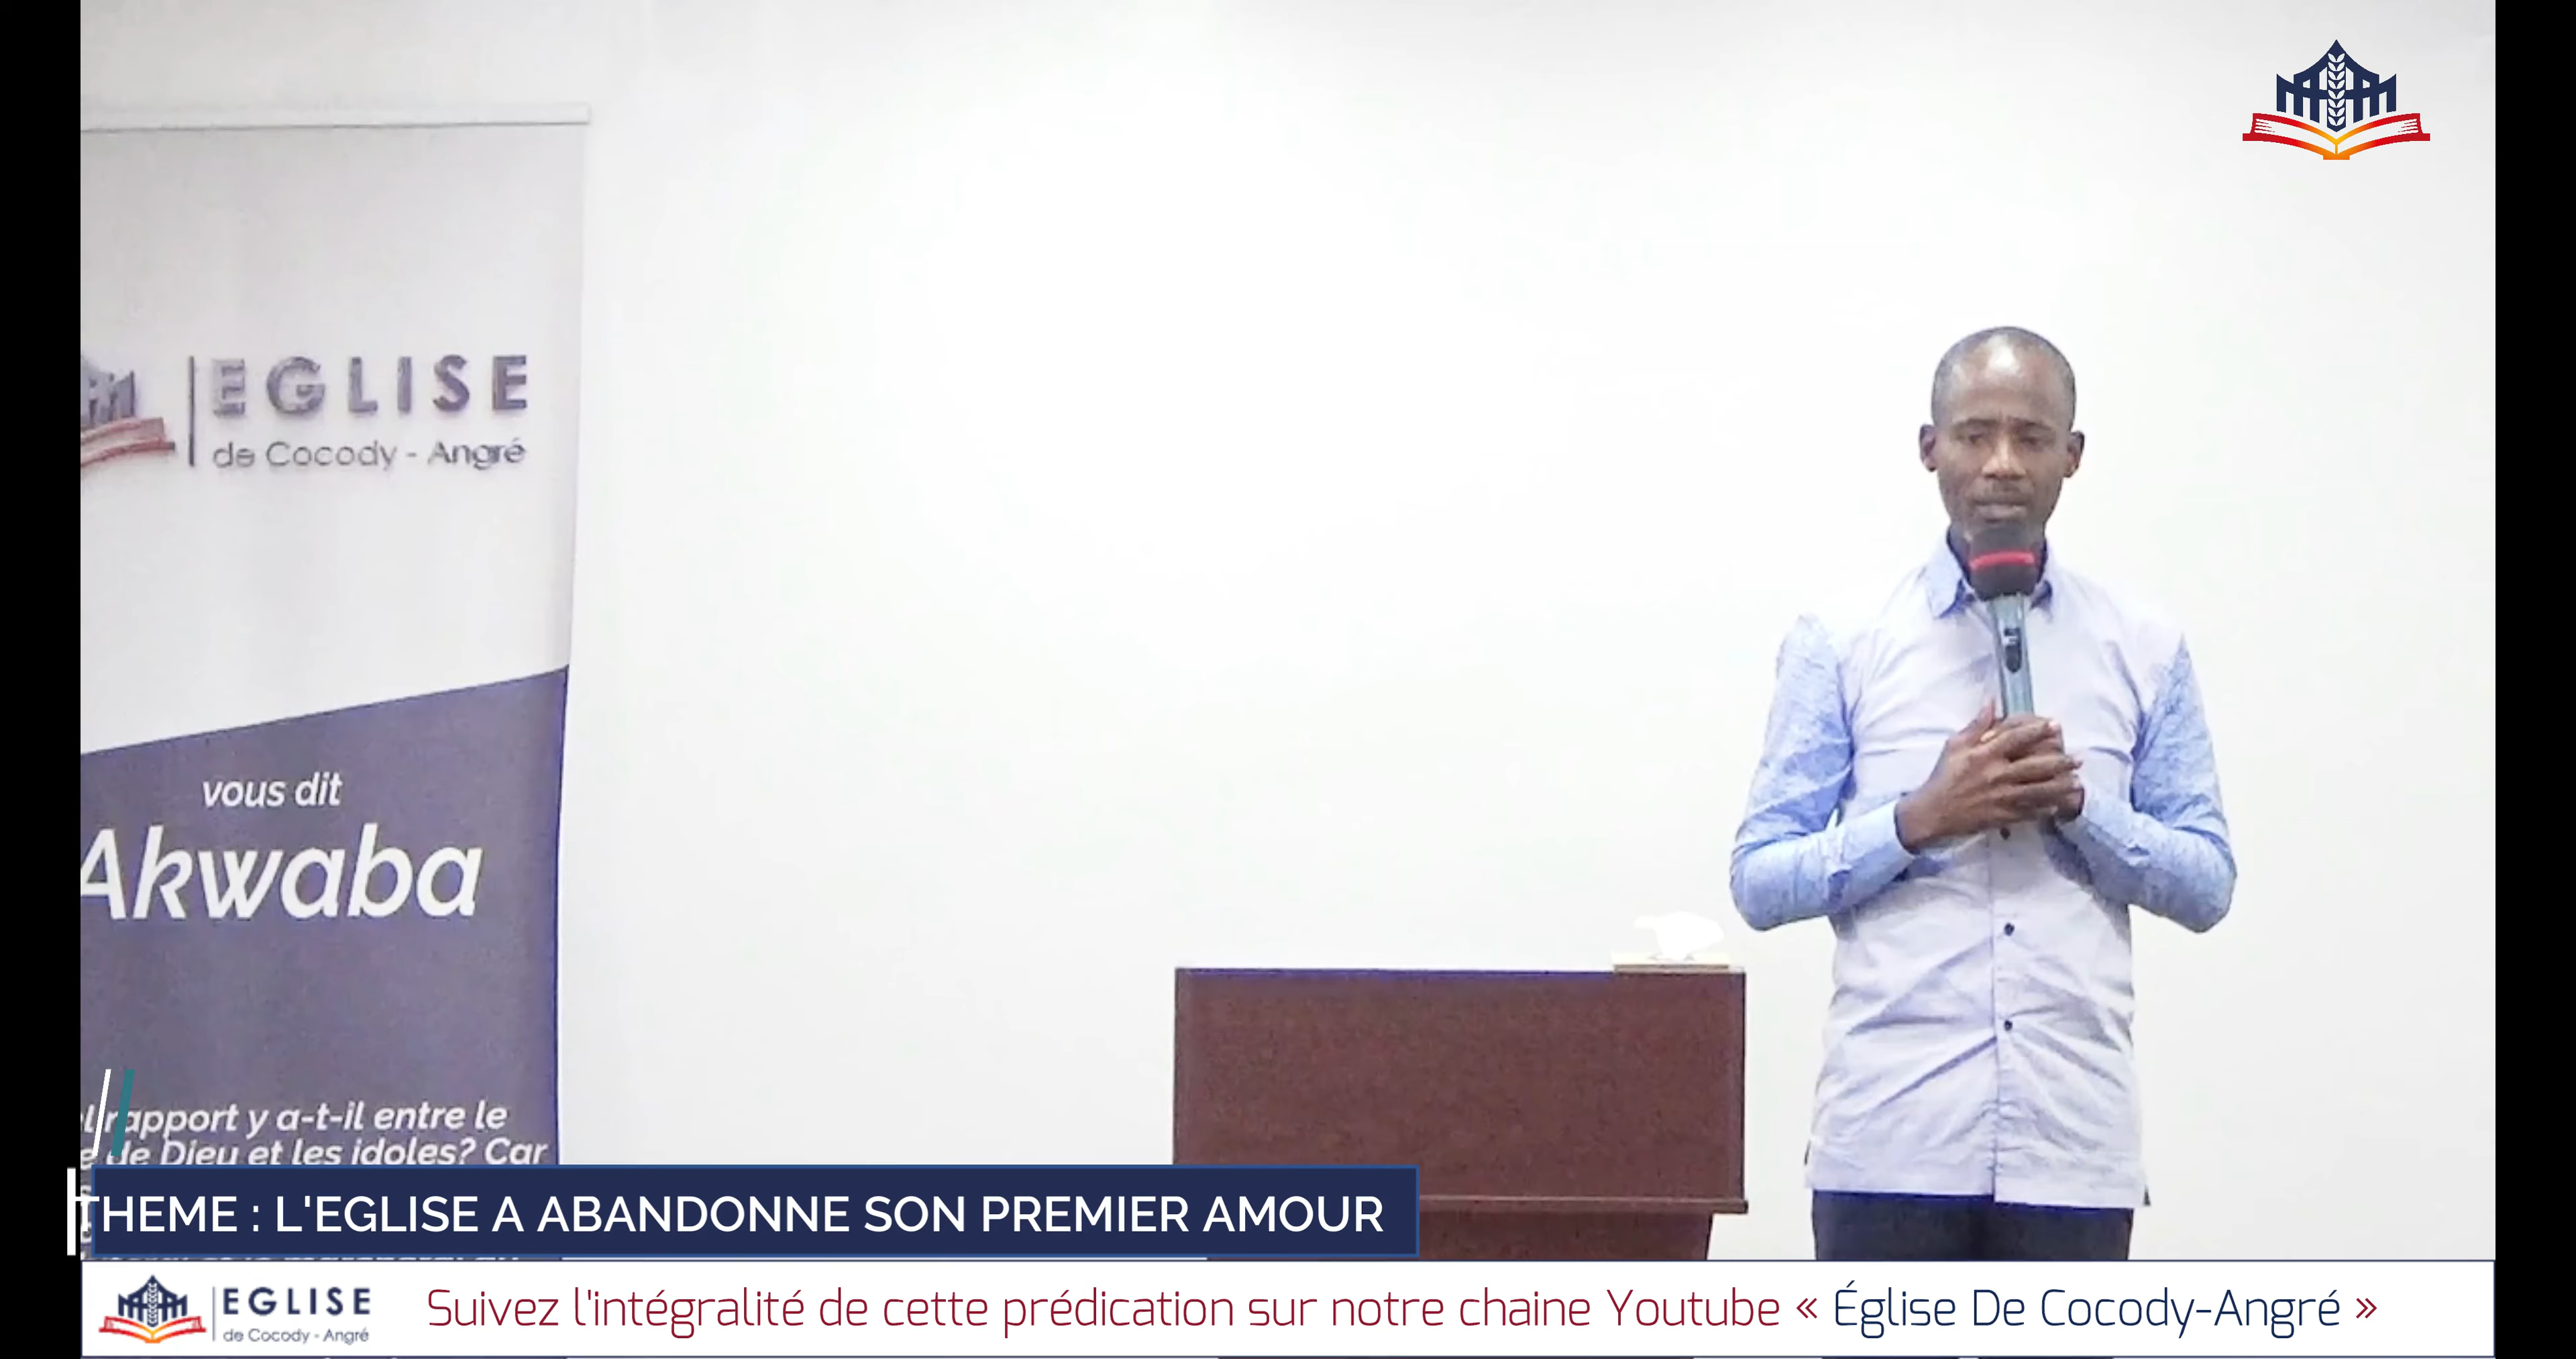 EGLISE
de Cocody - Angré
vous dit
Akwaba
rapport y a-t-il entre le
de Dieu et les idoles? Car
THEME : L'EGLISE A ABANDONNE SON PREMIER AMOUR
EGLISE
de Cocody - Angré
Suivez l'intégralité de cette prédication sur notre chaine Youtube « Église De Cocody-Angré »